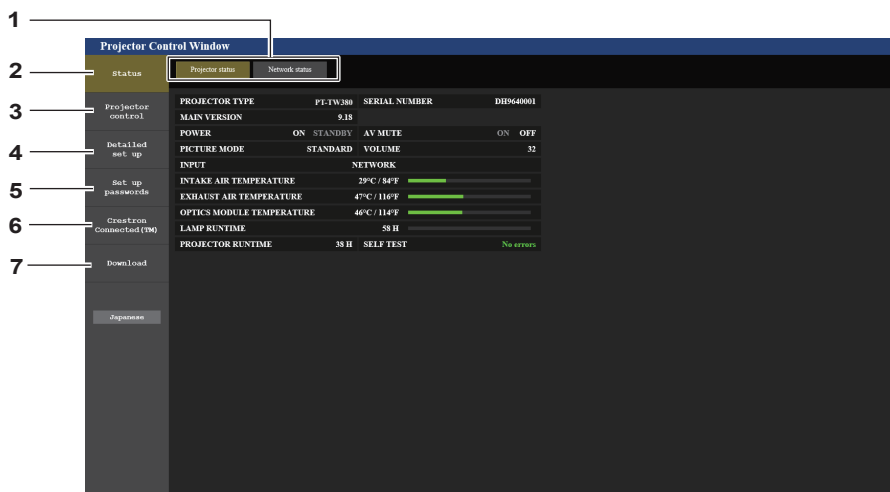 1
Projector Control Window
2
Status
Projector status Network status
3
Projector
control
4
Detailed
set up
5
Set up
passwords
6
Crestron
Connected(TM)
7
Download
Japanese
PROJECTOR TYPE PT-TW380 SERIAL NUMBER DH9640001
MAIN VERSION 9.18
POWER ON STANDBY AV MUTE ON OFF
PICTURE MODE STANDARD VOLUME 32
INPUT NETWORK
INTAKE AIR TEMPERATURE 29°C / 84°F
EXHAUST AIR TEMPERATURE 47°C / 116°F
OPTICS MODULE TEMPERATURE 46°C / 114°F
LAMP RUNTIME 58 H
PROJECTOR RUNTIME 38 H SELF TEST No errors